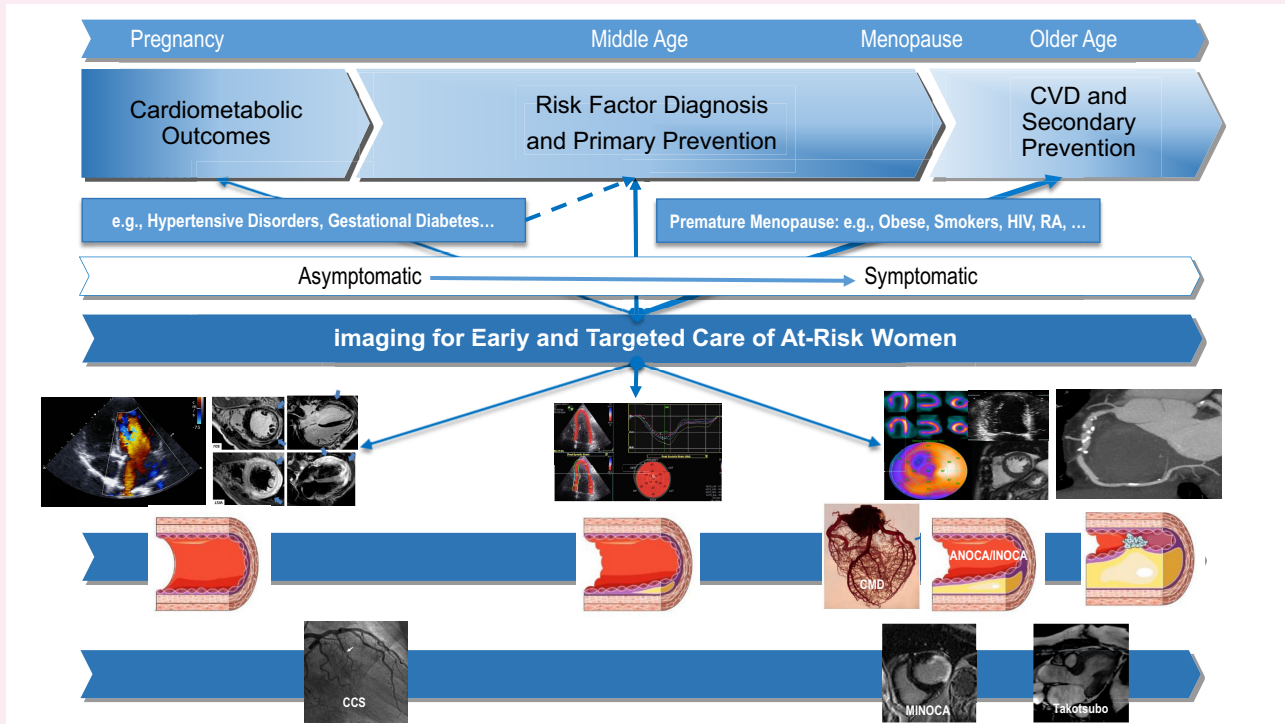 Pregnancy
Middle Age
Menopause
Older Age
Cardiometabolic
Outcomes
Risk Factor Diagnosis
and Primary Prevention
CVD and
Secondary
Prevention
e.g., Hypertensive Disorders, Gestational Diabetes…
Premature Menopause: e.g., Obese, Smokers, HIV, RA, …
Asymptomatic
Symptomatic
Imaging for Early and Targeted Care of At-Risk Women
CMD
ANOCA/INOCA
CCS
MINOCA
Takotsubo